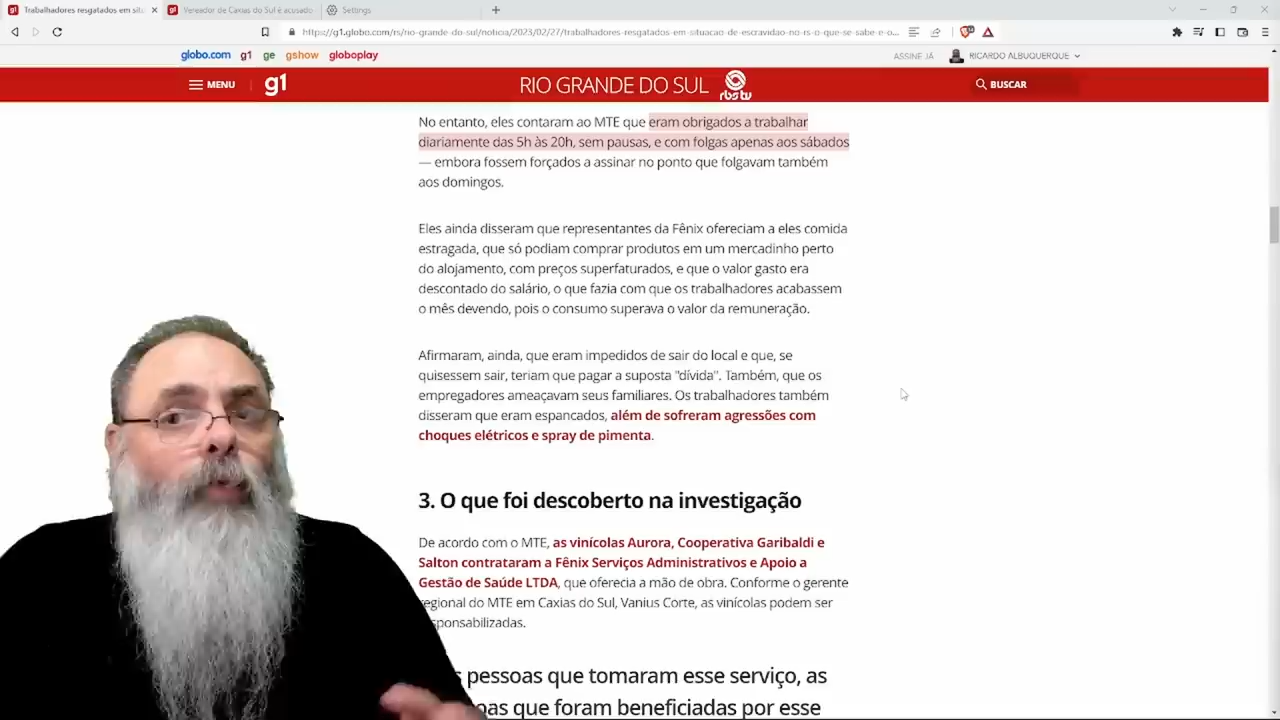 Trabalhadores resgatados em situ
Vereador de Caxias do Sul é acusado
Settings
https://g1.globo.com/rs/rio-grande-do-sul/noticia/2023/02/27/trabalhadores-resgatados-em-situacao-de-escravidao-no-rs-o-que-se-sabe-e-o...
globo.com g1 ge gshow globoplay
ASSINE JÁ
RICARDO ALBUQUERQUE
MENU
g1
RIO GRANDE DO SUL
rbs tv
BUSCAR
No entanto, eles contaram ao MTE que eram obrigados a trabalhar
diariamente das 5h às 20h, sem pausas, e com folgas apenas aos sábados
— embora fossem forçados a assinar no ponto que folgavam também
aos domingos.
Eles ainda disseram que representantes da Fênix ofereciam a eles comida
estragada, que só podiam comprar produtos em um mercadinho perto
do alojamento, com preços superfaturados, e que o valor gasto era
descontado do salário, o que fazia com que os trabalhadores acabassem
o mês devendo, pois o consumo superava o valor da remuneração.
Afirmaram, ainda, que eram impedidos de sair do local e que, se
quisessem sair, teriam que pagar a suposta "dívida". Também, que os
empregadores ameaçavam seus familiares. Os trabalhadores também
disseram que eram espancados, além de sofreram agressões com
choques elétricos e spray de pimenta.
3. O que foi descoberto na investigação
De acordo com o MTE, as vinícolas Aurora, Cooperativa Garibaldi e
Salton contrataram a Fênix Serviços Administrativos e Apoio a
Gestão de Saúde LTDA, que oferecia a mão de obra. Conforme o gerente
regional do MTE em Caxias do Sul, Vanius Corte, as vinícolas podem ser
sponsabilizadas.
pessoas que tomaram esse serviço, as
oas que foram beneficiadas por esse